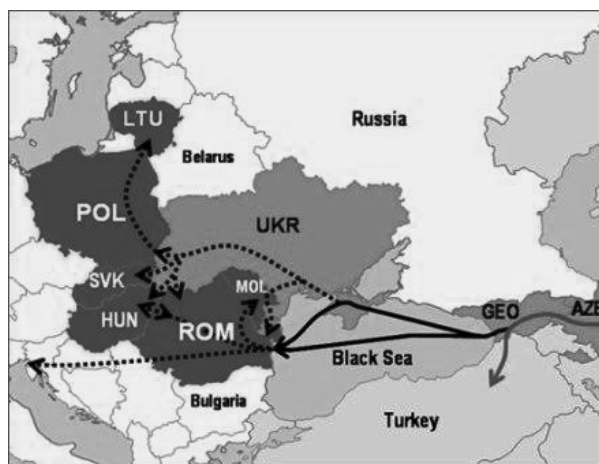 LTU
Russia
Belarus
POL
UKR
SVK
MOL
HUN
ROM
GEO
AZE
Black Sea
Bulgaria
Turkey